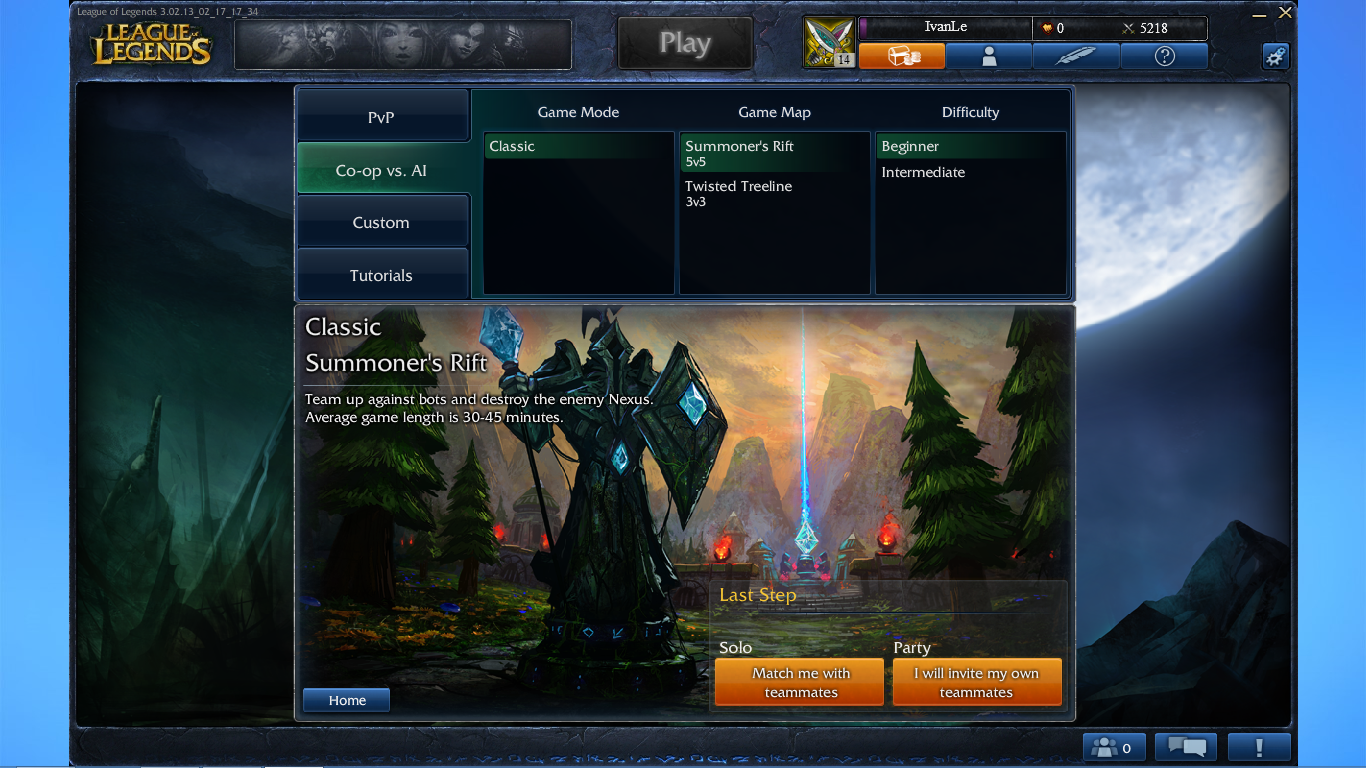 League of Legends 3.02.13_02_17_17_34
LEAGUE of LEGENDS
Play
14
IvanLe
0
5218
?
PvP
Co-op vs. AI
Custom
Tutorials
Game Mode
Classic
Game Map
Summoner's Rift
5v5
Twisted Treeline
3v3
Difficulty
Beginner
Intermediate
Classic
Summoner's Rift
Team up against bots and destroy the enemy Nexus.
Average game length is 30-45 minutes.
Last Step
Solo
Match me with
teammates
Party
I will invite my own
teammates
Home
0
!